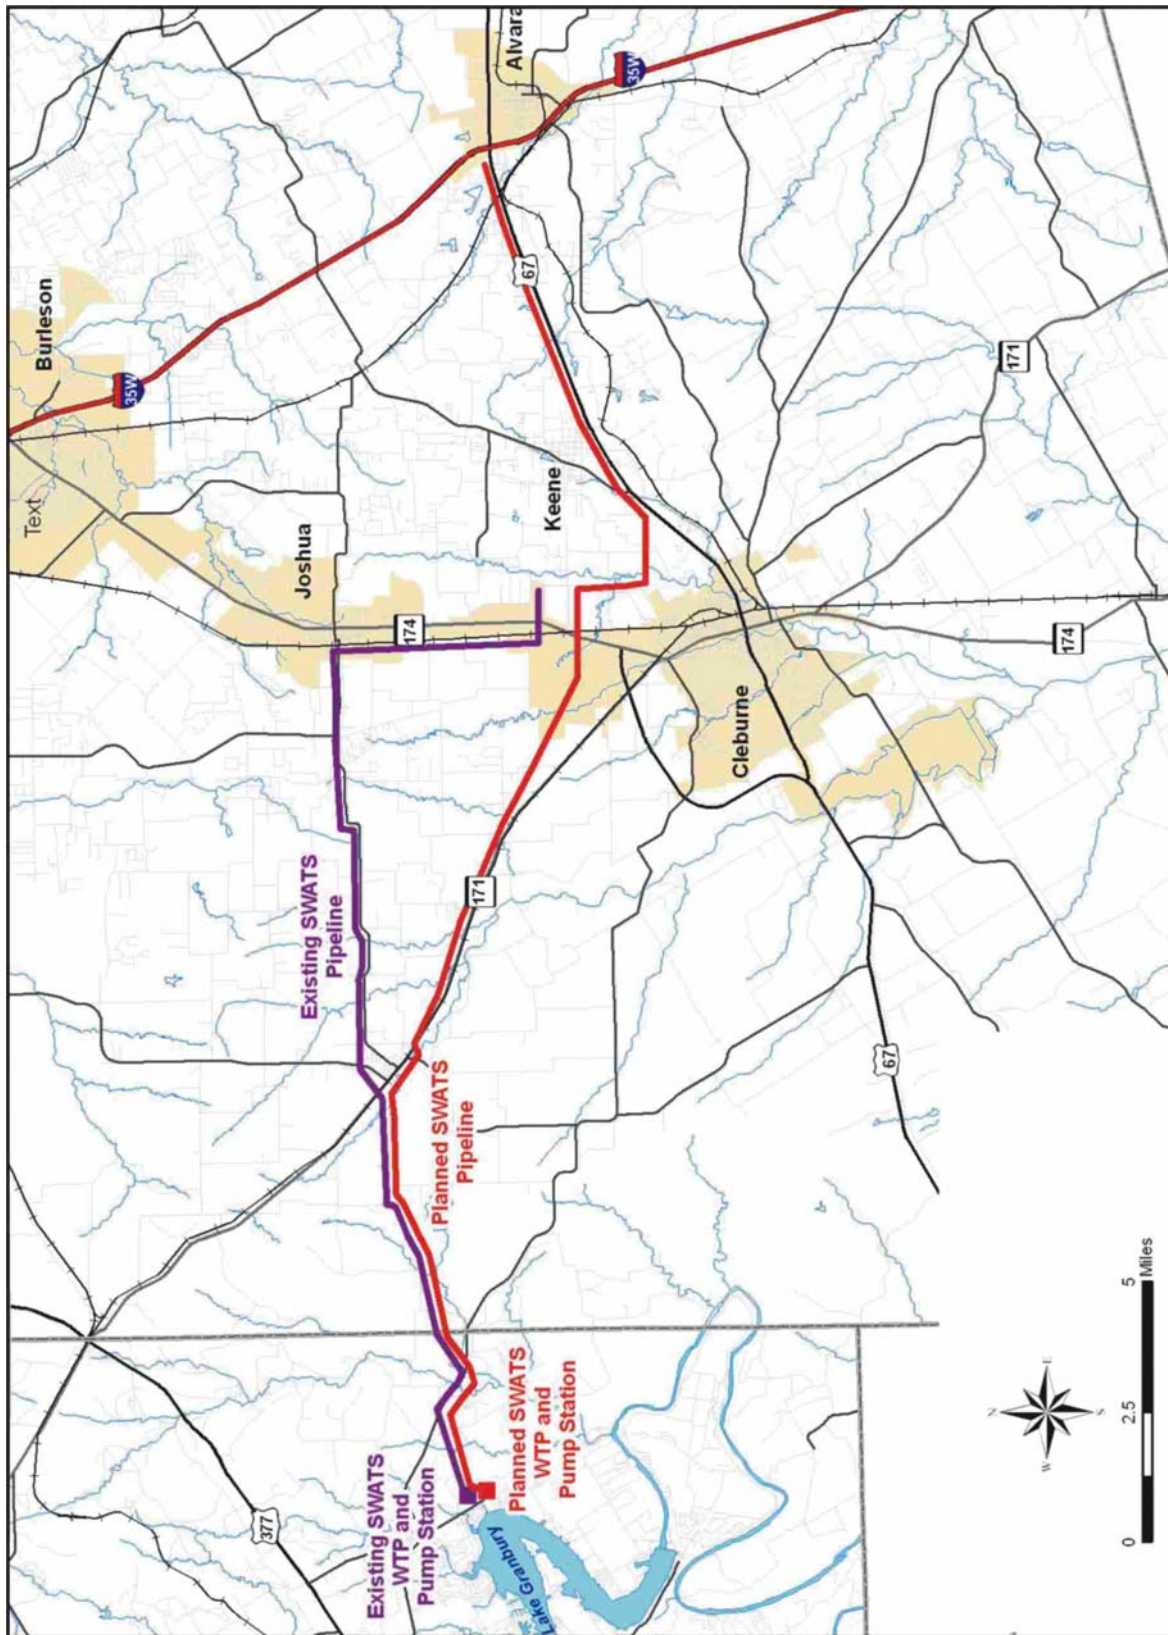 Text
Burleson
35W
Alvara
35W
Joshua
174
Keene
67
171
Existing SWATS
Pipeline
171
Cleburne
174
Planned SWATS
Pipeline
67
377
Existing SWATS
WTP and
Pump Station
Planned SWATS
WTP and
Pump Station
Lake Granbury
N
W
E
S
0
2.5
5
Miles